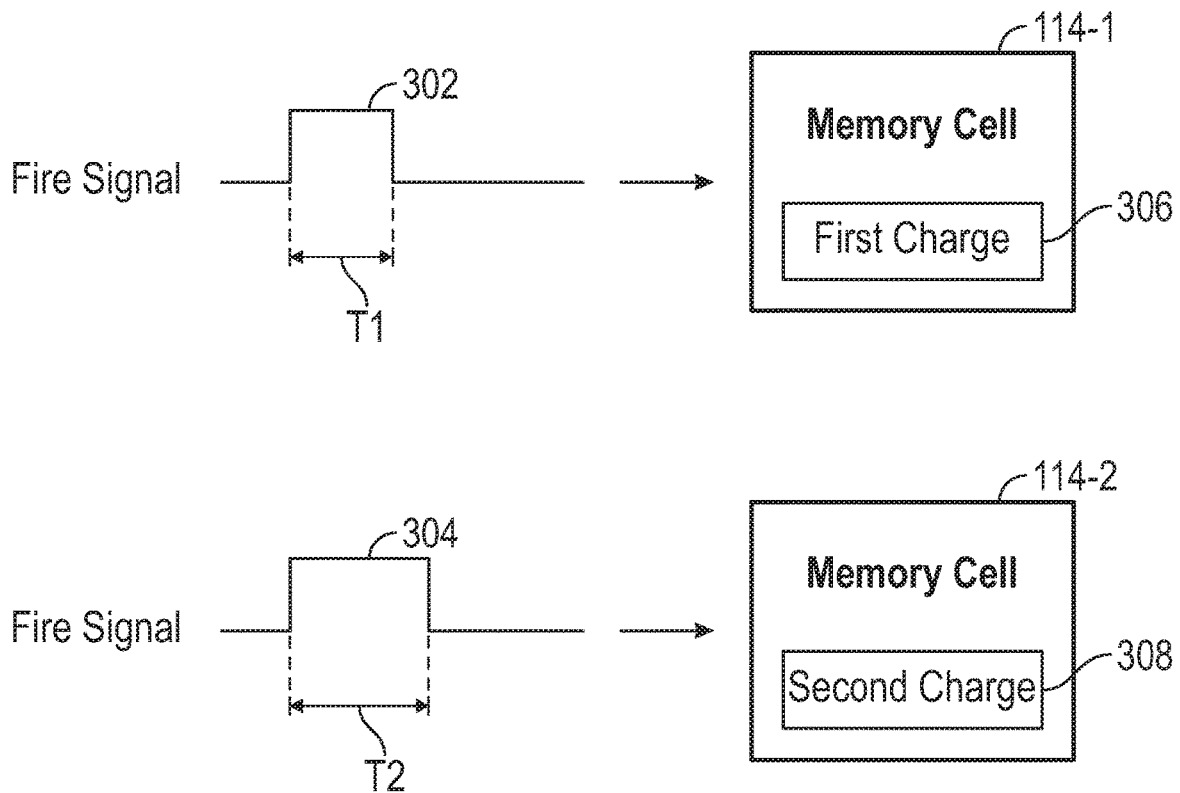 114-1
302
Memory Cell
Fire Signal
306
First Charge
T1
114-2
304
Memory Cell
Fire Signal
308
Second Charge
T2